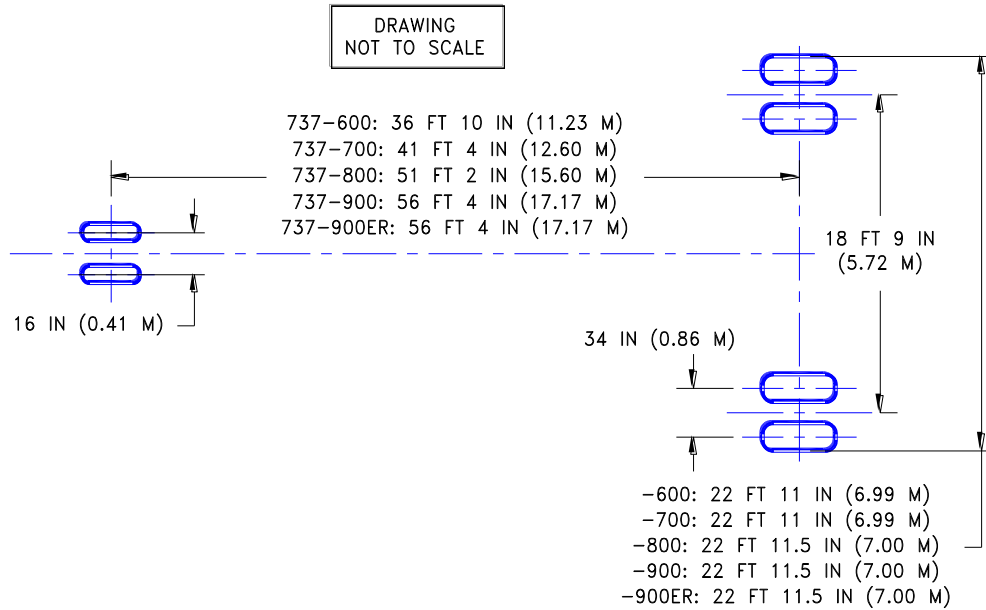 DRAWING
NOT TO SCALE
737-600: 36 FT 10 IN (11.23 M)
737-700: 41 FT 4 IN (12.60 M)
737-800: 51 FT 2 IN (15.60 M)
737-900: 56 FT 4 IN (17.17 M)
737-900ER: 56 FT 4 IN (17.17 M)
18 FT 9 IN
(5.72 M)
16 IN (0.41 M)
34 IN (0.86 M)
-600: 22 FT 11 IN (6.99 M)
-700: 22 FT 11 IN (6.99 M)
-800: 22 FT 11.5 IN (7.00 M)
-900: 22 FT 11.5 IN (7.00 M)
-900ER: 22 FT 11.5 IN (7.00 M)